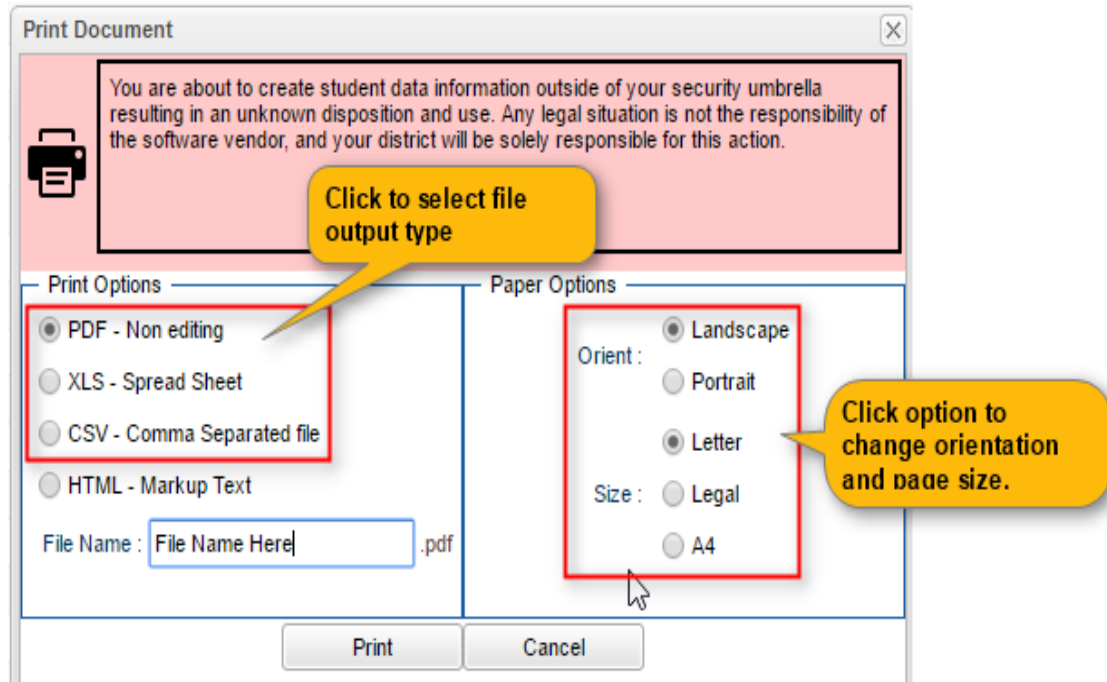 Print Document
You are about to create student data information outside of your security umbrella
resulting in an unknown disposition and use. Any legal situation is not the responsibility of
the software vendor, and your district will be solely responsible for this action.
Click to select file
output type
Print Options
PDF - Non editing
XLS - Spread Sheet
CSV - Comma Separated file
HTML - Markup Text
File Name : File Name Here .pdf
Paper Options
Orient :
Landscape
Portrait
Size :
Letter
Legal
A4
Click option to
change orientation
and page size.
Print
Cancel